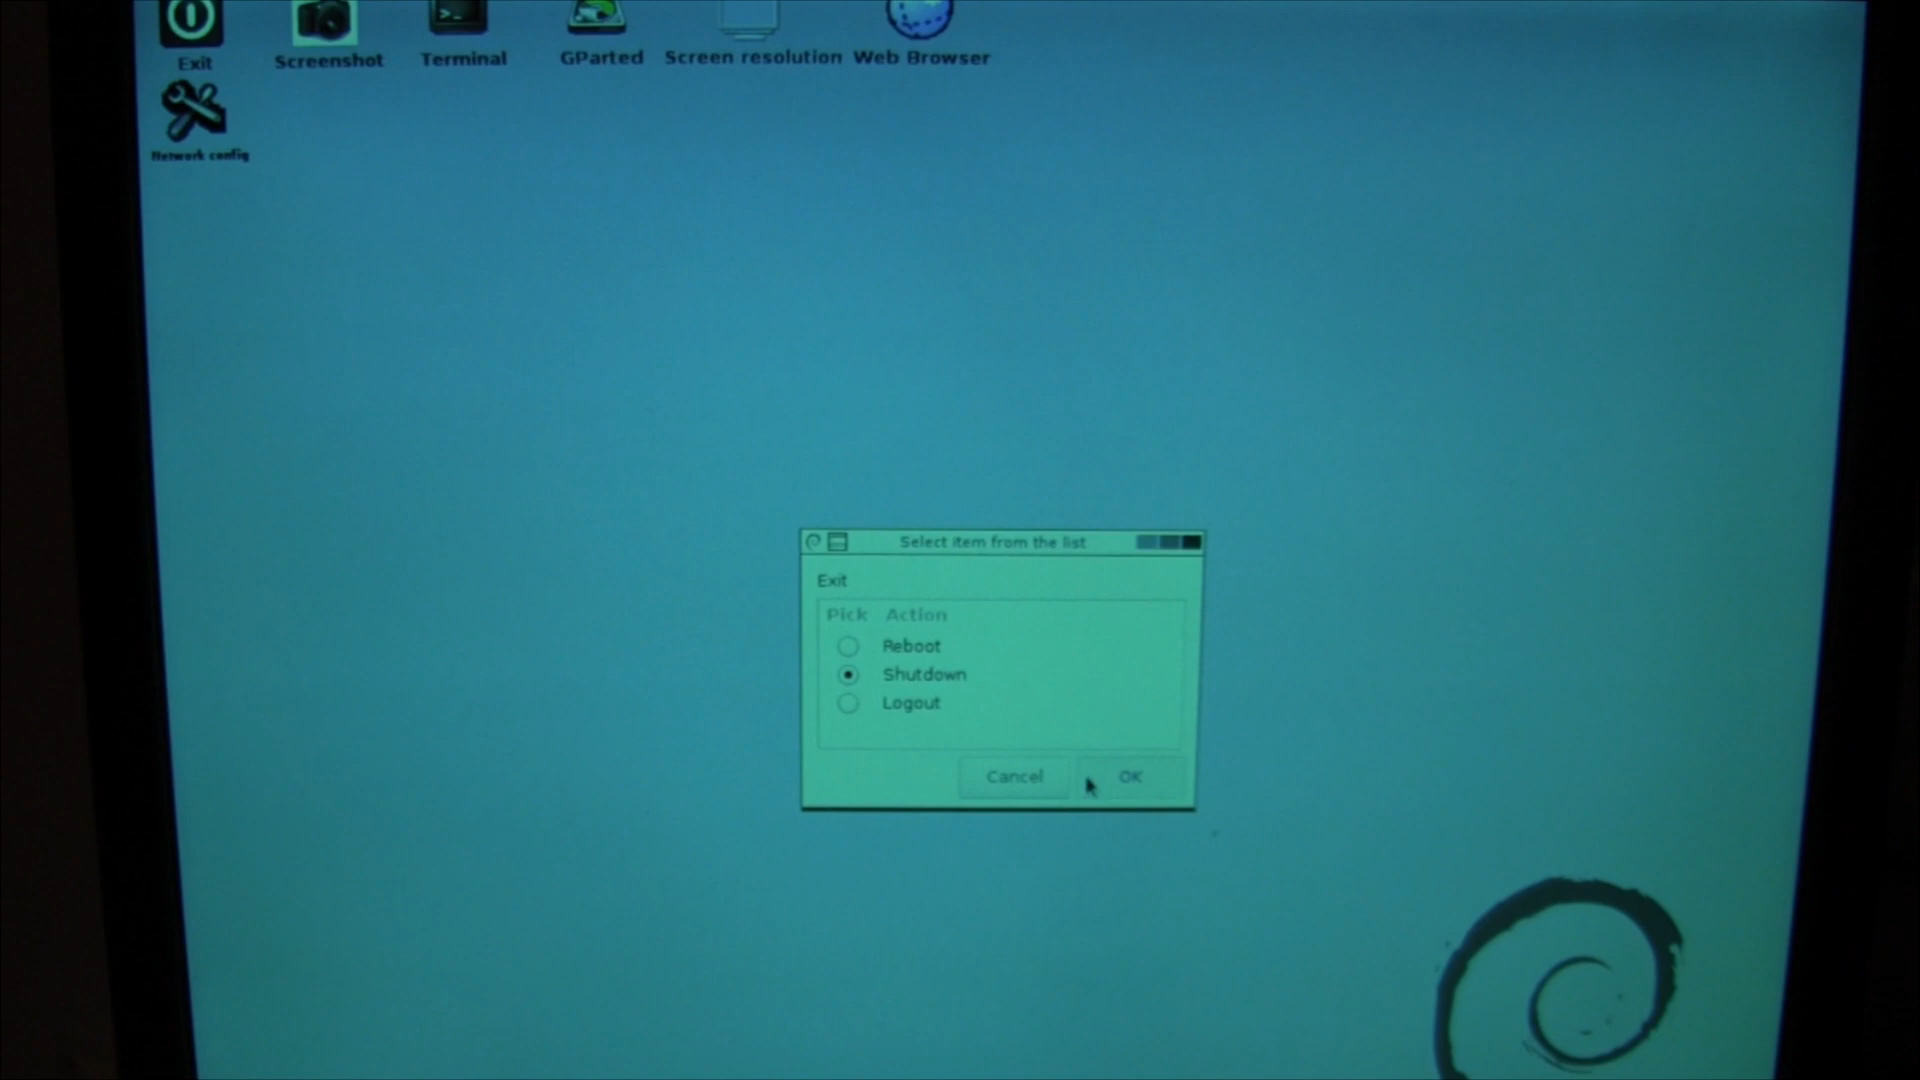 Exit
Screenshot
Terminal
GParted
Screen resolution
Web Browser
Network config
Select item from the list
Exit
Pick Action
Reboot
Shutdown
Logout
Cancel OK